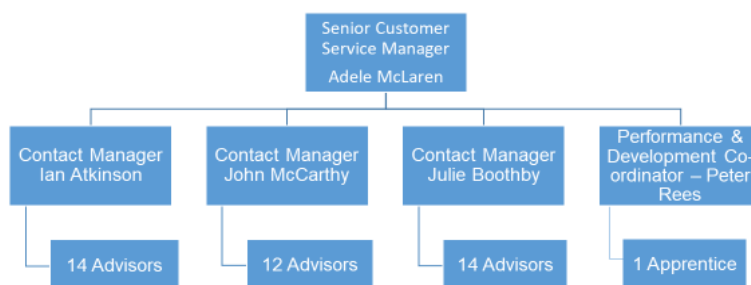 Senior Customer
Service Manager
Adele McLaren
Contact Manager
Ian Atkinson
Contact Manager
John McCarthy
Contact Manager
Julie Boothby
Performance &
Development Co-
ordinator – Peter
Rees
14 Advisors
12 Advisors
14 Advisors
1 Apprentice